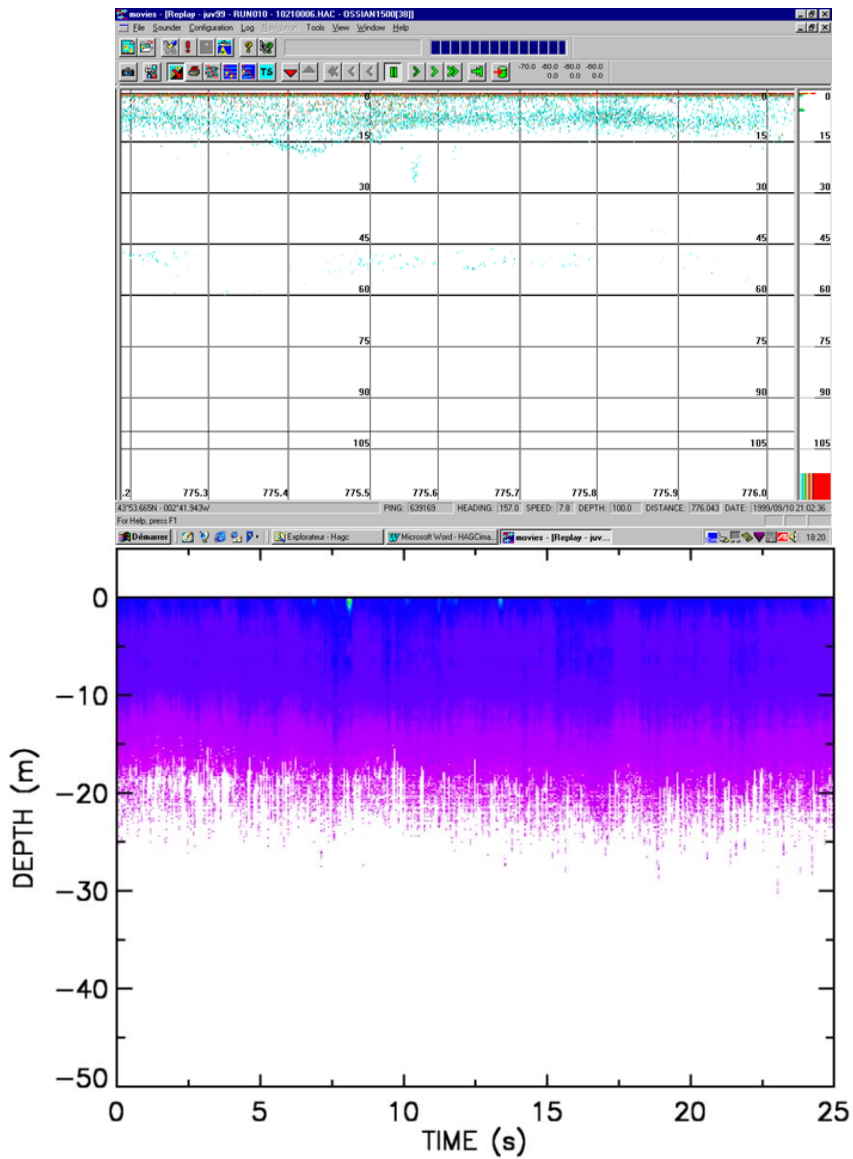 movies - [Replay - juv99 - RUN010 - 10210006.HAC - OSSIAN1500[38]]
File Sounder Configuration Log Navigation Tools View Window Help
TS -70.0 -60.0 -60.0 -60.0
0.0 0.0 0.0
0 0 0
15 15 15
30 30 30
45 45 45
60 60 60
75 75 75
90 90 90
105 105 105
.2 775.3 775.4 775.5 775.6 775.7 775.8 775.9 776.0
43°53.665N - 002°41.943W PING: 639169 HEADING: 157.0 SPEED: 7.8 DEPTH: 100.0 DISTANCE: 776.043 DATE: 1999/09/10 21:02:36
For Help, press F1
Démarrer Explorateur - Hagc Microsoft Word - HAGCima... movies - [Replay - juv... 18:20
0
-10
-20
-30
-40
-50
DEPTH (m)
0 5 10 15 20 25
TIME (s)